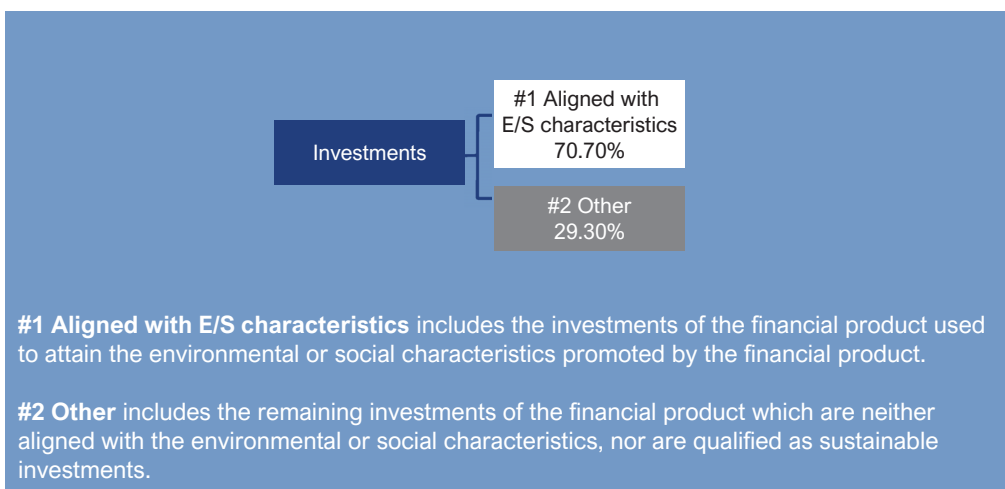 Investments
#1 Aligned with
E/S characteristics
70.70%
#2 Other
29.30%
#1 Aligned with E/S characteristics includes the investments of the financial product used
to attain the environmental or social characteristics promoted by the financial product.
#2 Other includes the remaining investments of the financial product which are neither
aligned with the environmental or social characteristics, nor are qualified as sustainable
investments.